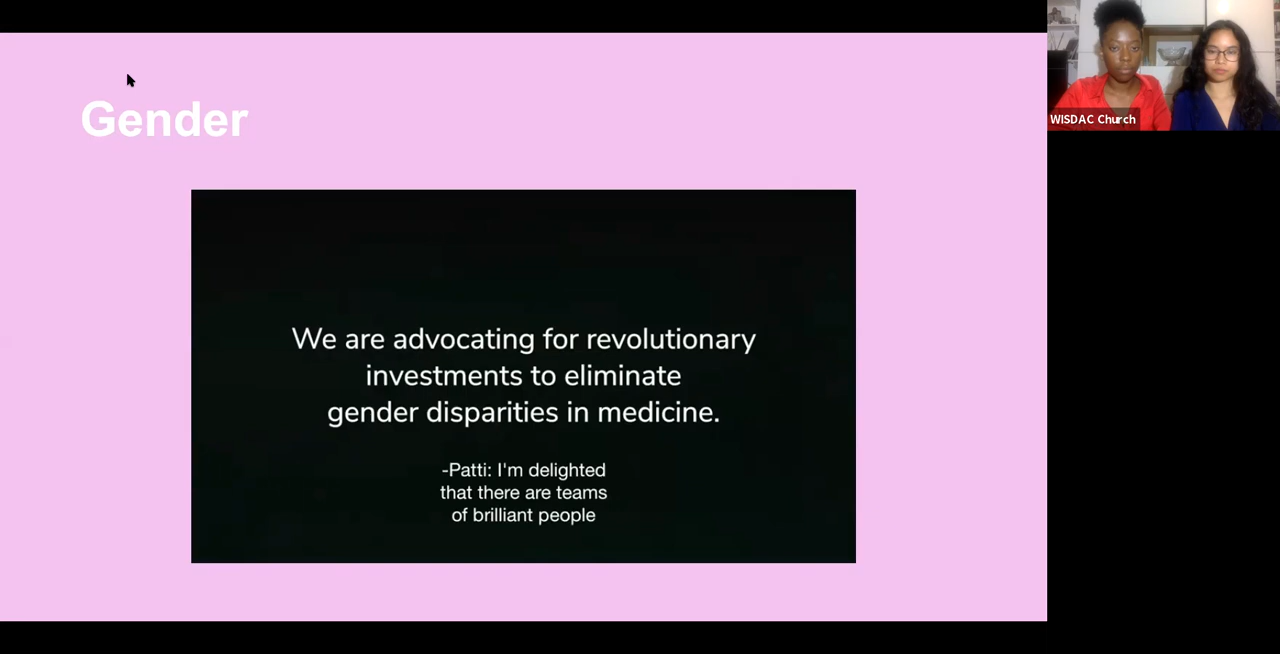 Gender
We are advocating for revolutionary
investments to eliminate
gender disparities in medicine.
-Patti: I'm delighted
that there are teams
of brilliant people
WISDAC Church